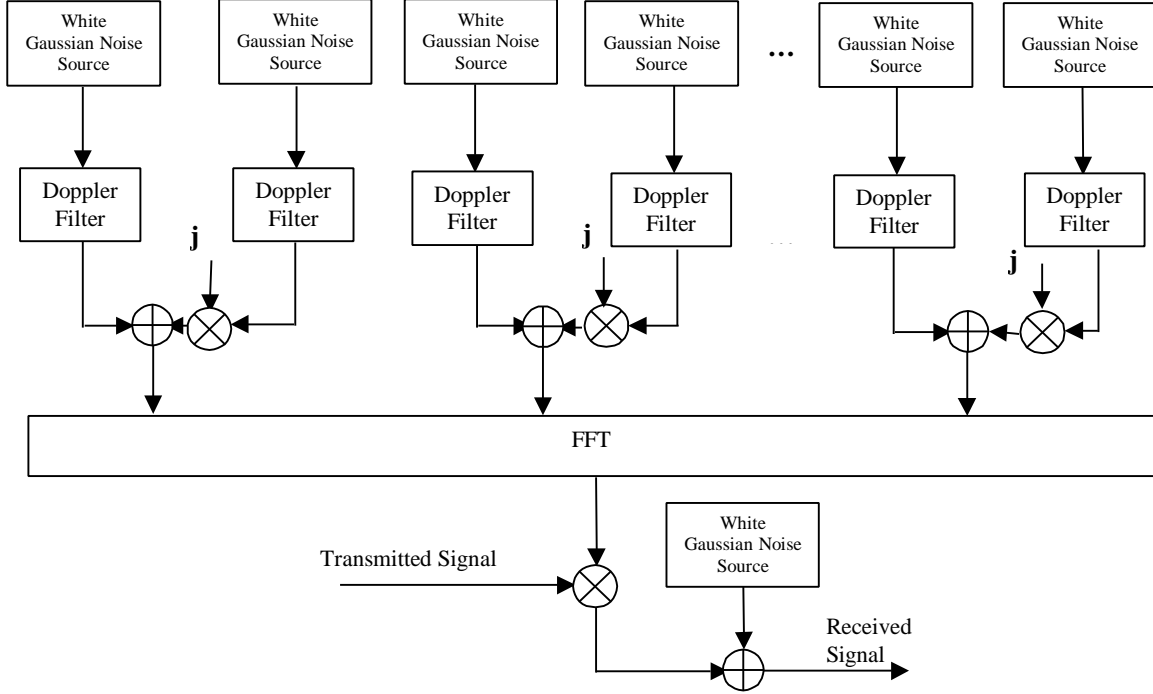 White
Gaussian Noise
Source
White
Gaussian Noise
Source
White
Gaussian Noise
Source
White
Gaussian Noise
Source
...
White
Gaussian Noise
Source
White
Gaussian Noise
Source
Doppler
Filter
Doppler
Filter
Doppler
Filter
Doppler
Filter
...
Doppler
Filter
Doppler
Filter
j
j
j
FFT
White
Gaussian Noise
Source
Transmitted Signal
Received
Signal